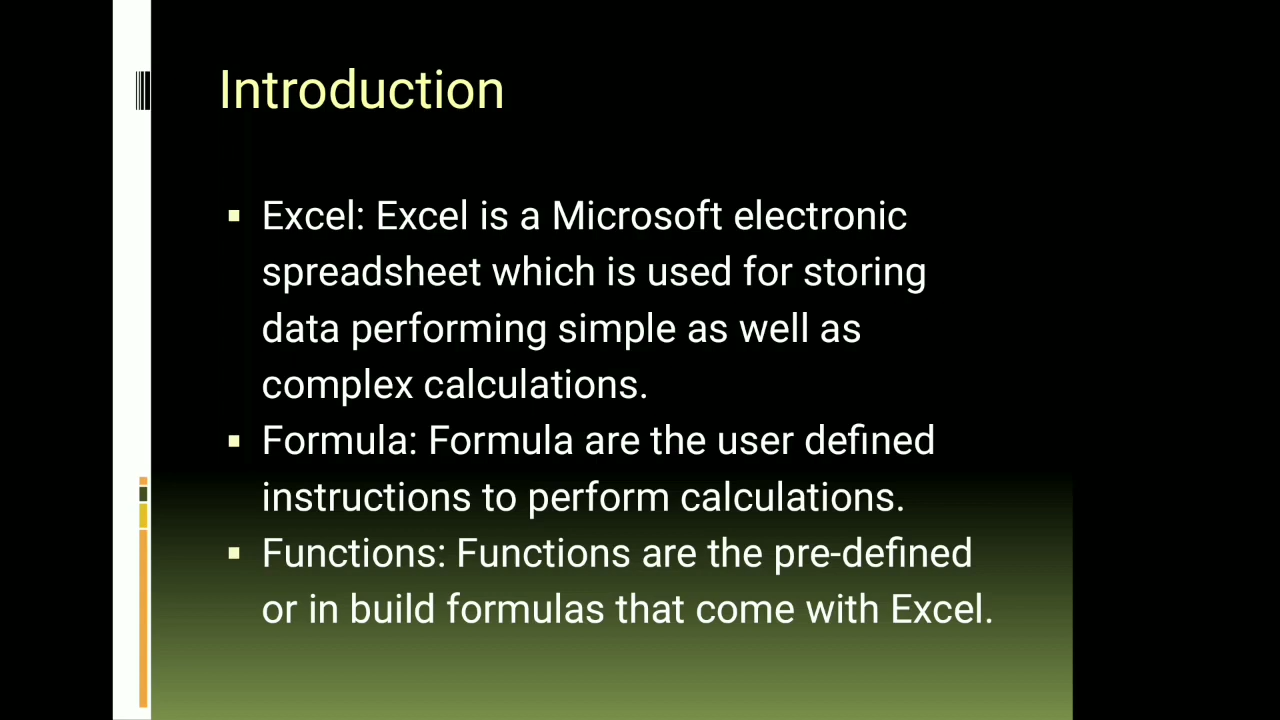 Introduction
▪ Excel: Excel is a Microsoft electronic
spreadsheet which is used for storing
data performing simple as well as
complex calculations.
▪ Formula: Formula are the user defined
instructions to perform calculations.
▪ Functions: Functions are the pre-defined
or in build formulas that come with Excel.